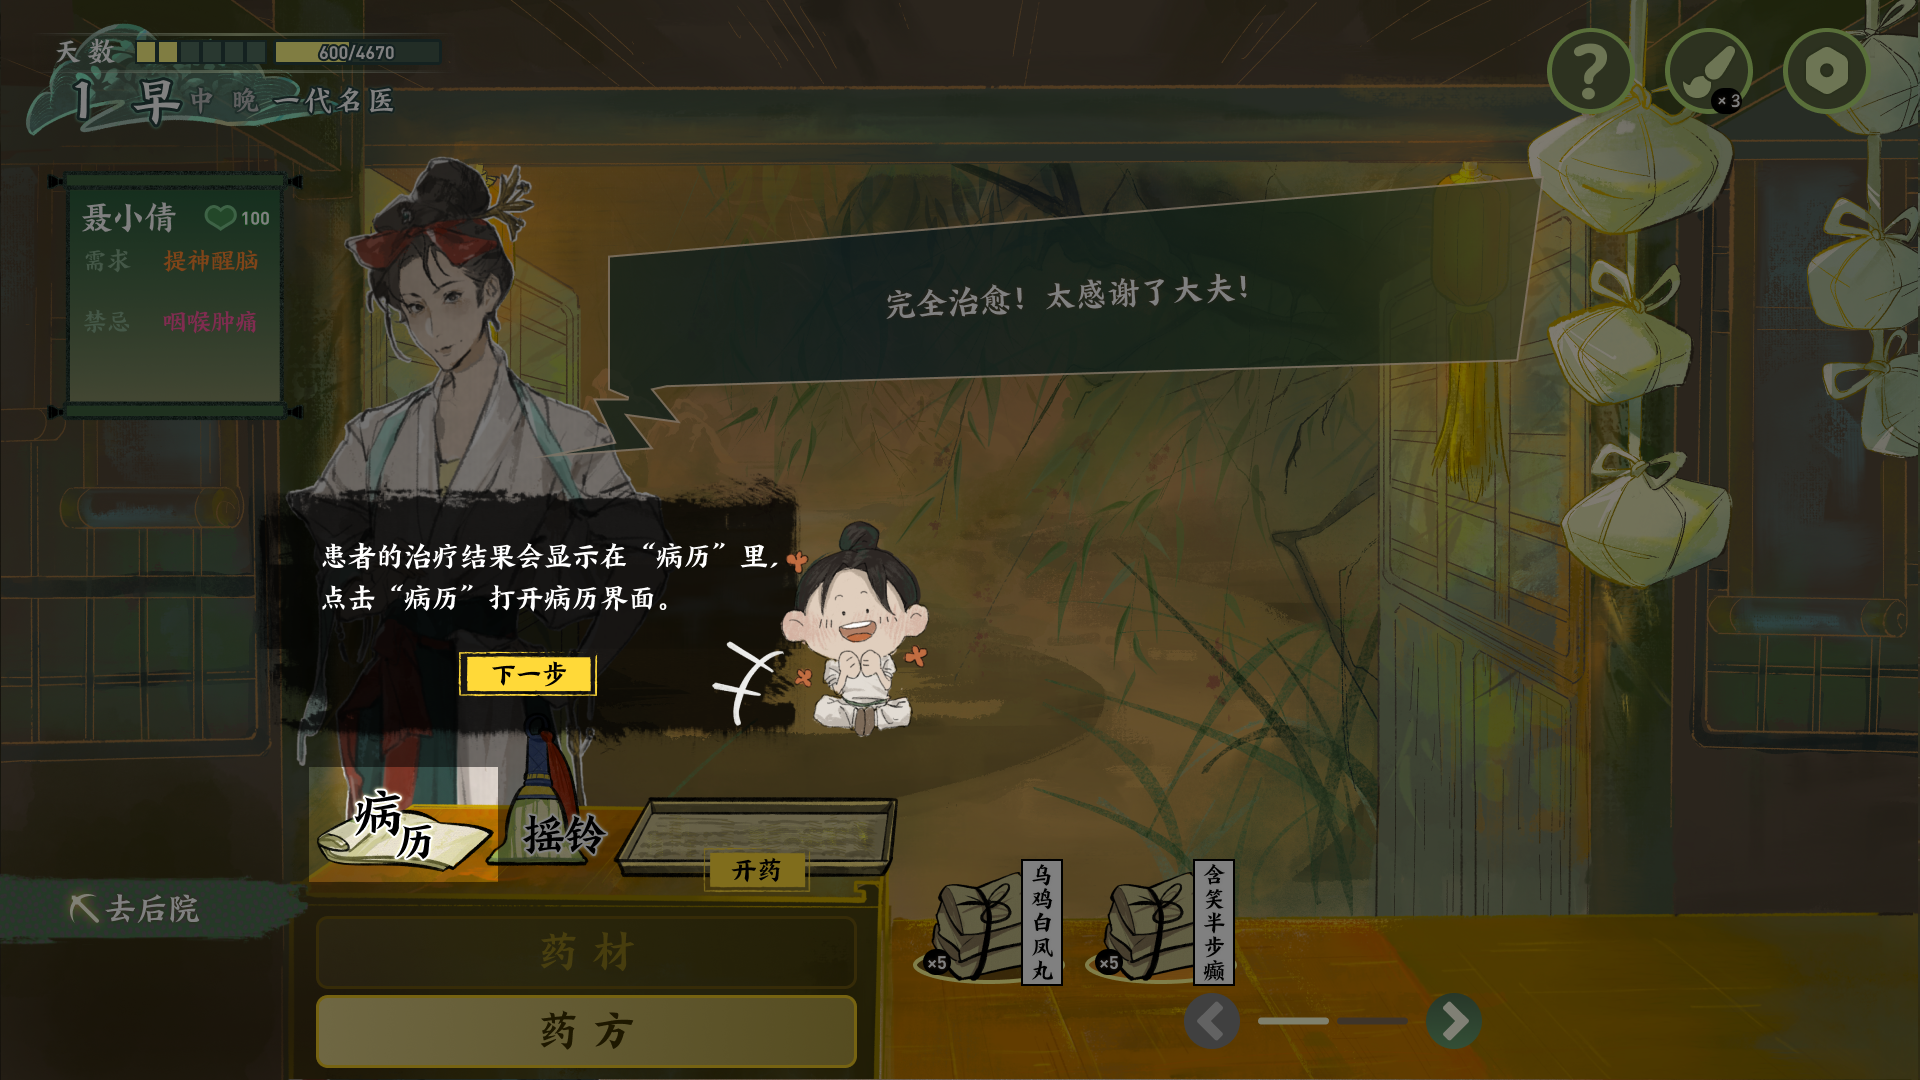 天数 600/4670
1 早 中 晚 一代名医
× 3
聂小倩 100
需求 提神醒脑
禁忌 咽喉肿痛
完全治愈！太感谢了大夫！
患者的治疗结果会显示在“病历”里，
点击“病历”打开病历界面。
下一步
病历
摇铃
开药
去后院
药材
药方
×5
乌鸡白凤丸
×5
含笑半步癫